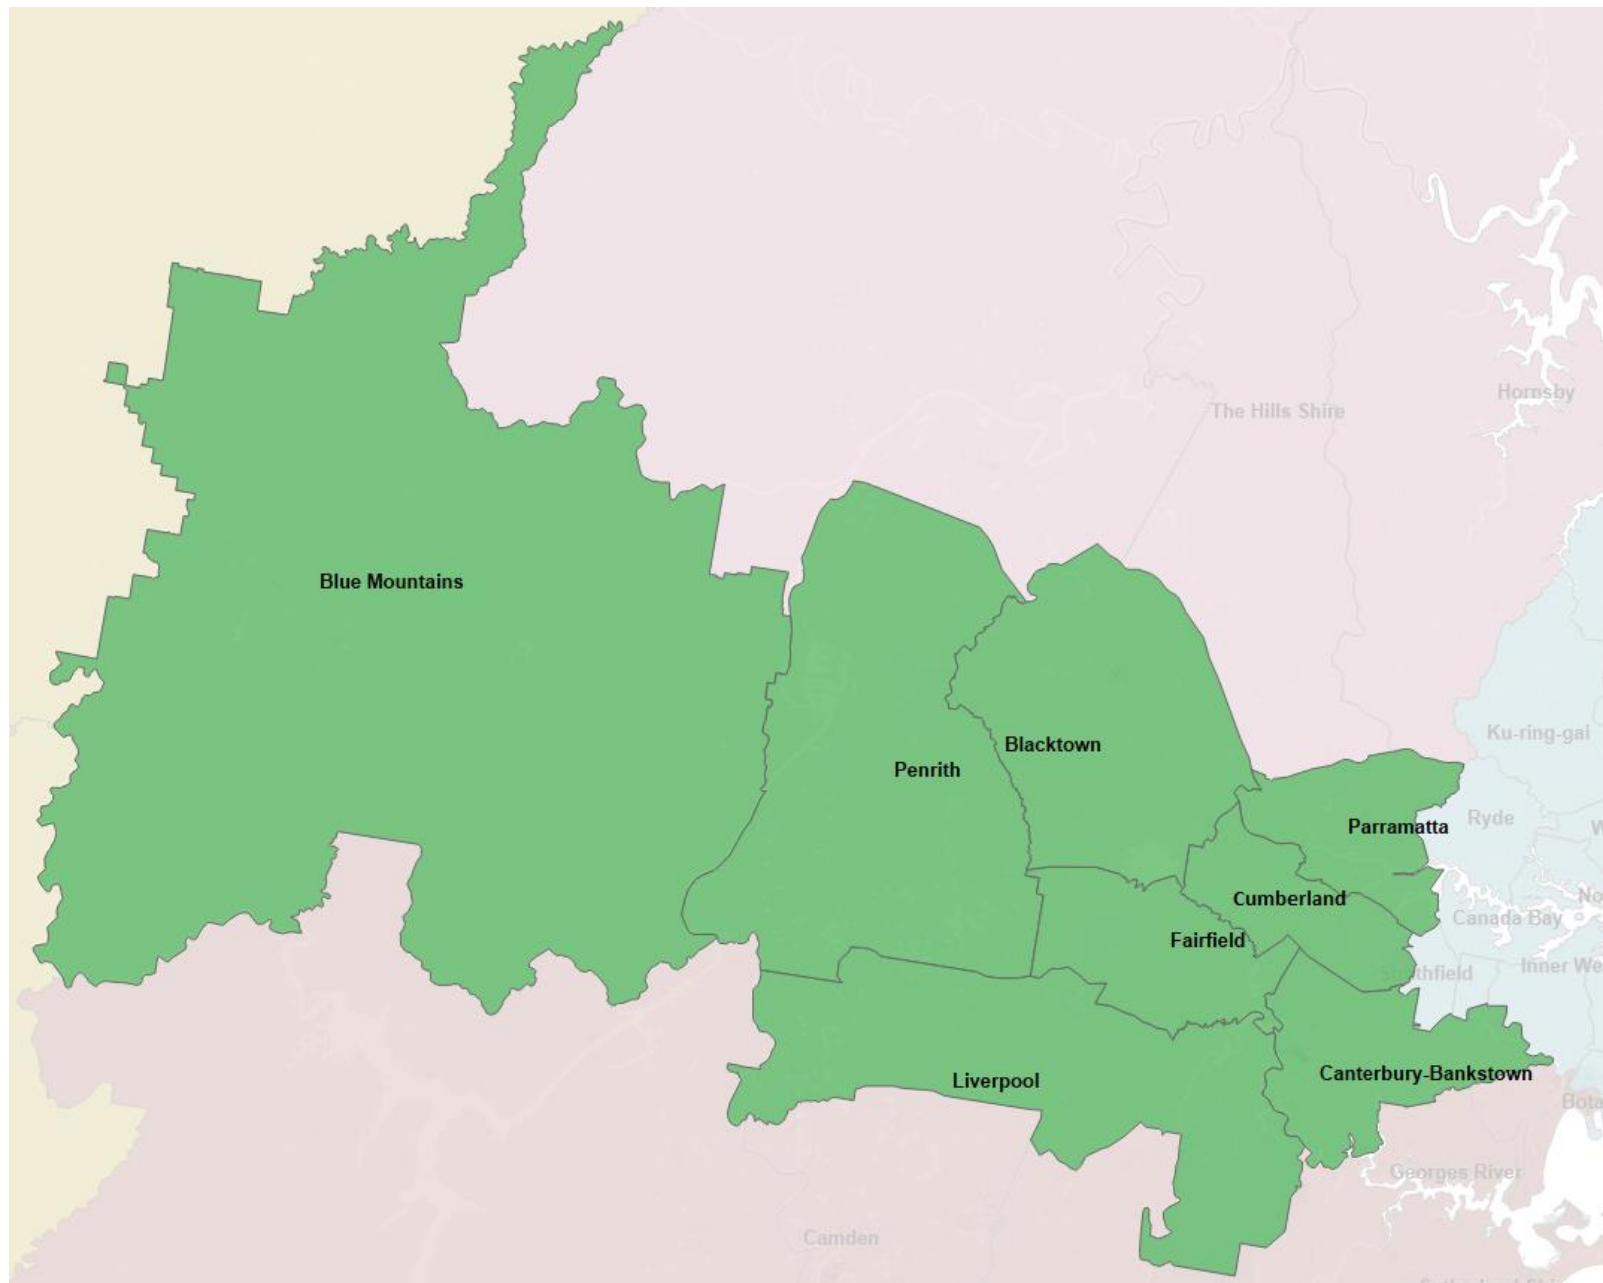 Hornsby
The Hills Shire
Blue Mountains
Ku-ring-gai
Blacktown
Penrith
Ryde
Parramatta
Cumberland
Canada Bay
Fairfield
Inner We
Canterbury-Bankstown
Liverpool
Bota
Georges River
Camden